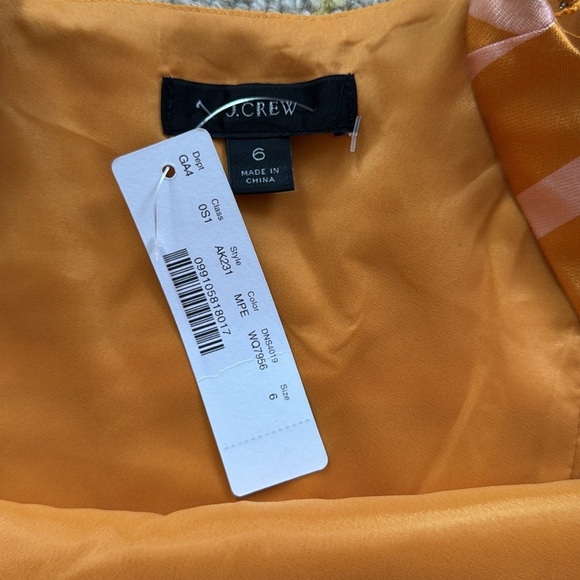 J.CREW
6
MADE IN
CHINA
Dept
GA4
Class
0S1
Style
AK231
Color
MPE
DNS4019
WQ7956
Size
6
099105818017